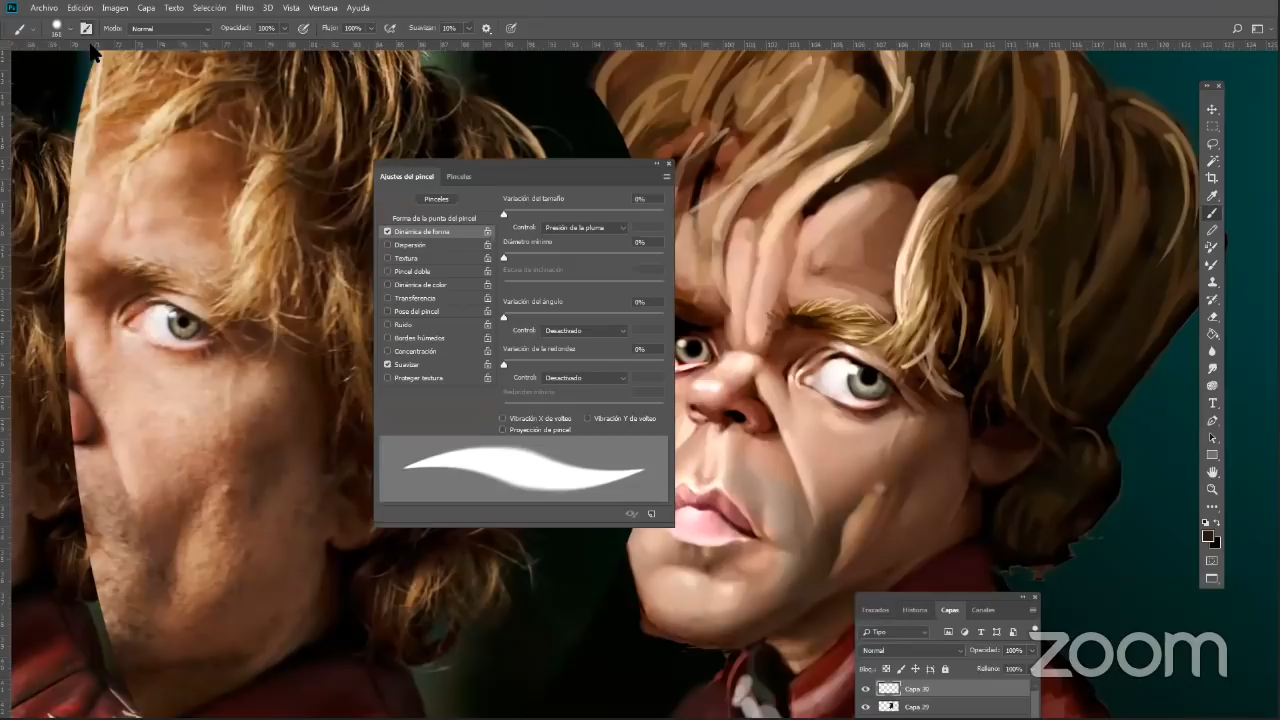 Ps Archivo Edición Imagen Capa Texto Selección Filtro 3D Vista Ventana Ayuda
161 Modo: Normal Opacidad: 100% Flujo: 100% Suavizar: 10%
Ajustes del pincel Pinceles
Pinceles
Forma de la punta del pincel
Dinámica de forma
Dispersión
Textura
Pincel doble
Dinámica de color
Transferencia
Pose del pincel
Ruido
Bordes húmedos
Concentración
Suavizar
Proteger textura
Variación del tamaño 0%
Control: Presión de la pluma
Diámetro mínimo 0%
Escala de inclinación
Variación del ángulo 0%
Control: Desactivado
Variación de la redondez 0%
Control: Desactivado
Redondez mínima
Vibración X de volteo Vibración Y de volteo
Proyección de pincel
Trazados Historia Capas Canales
Tipo
Normal Opacidad: 100%
Bloq.: Relleno: 100%
Capa 30
Capa 29
zoom